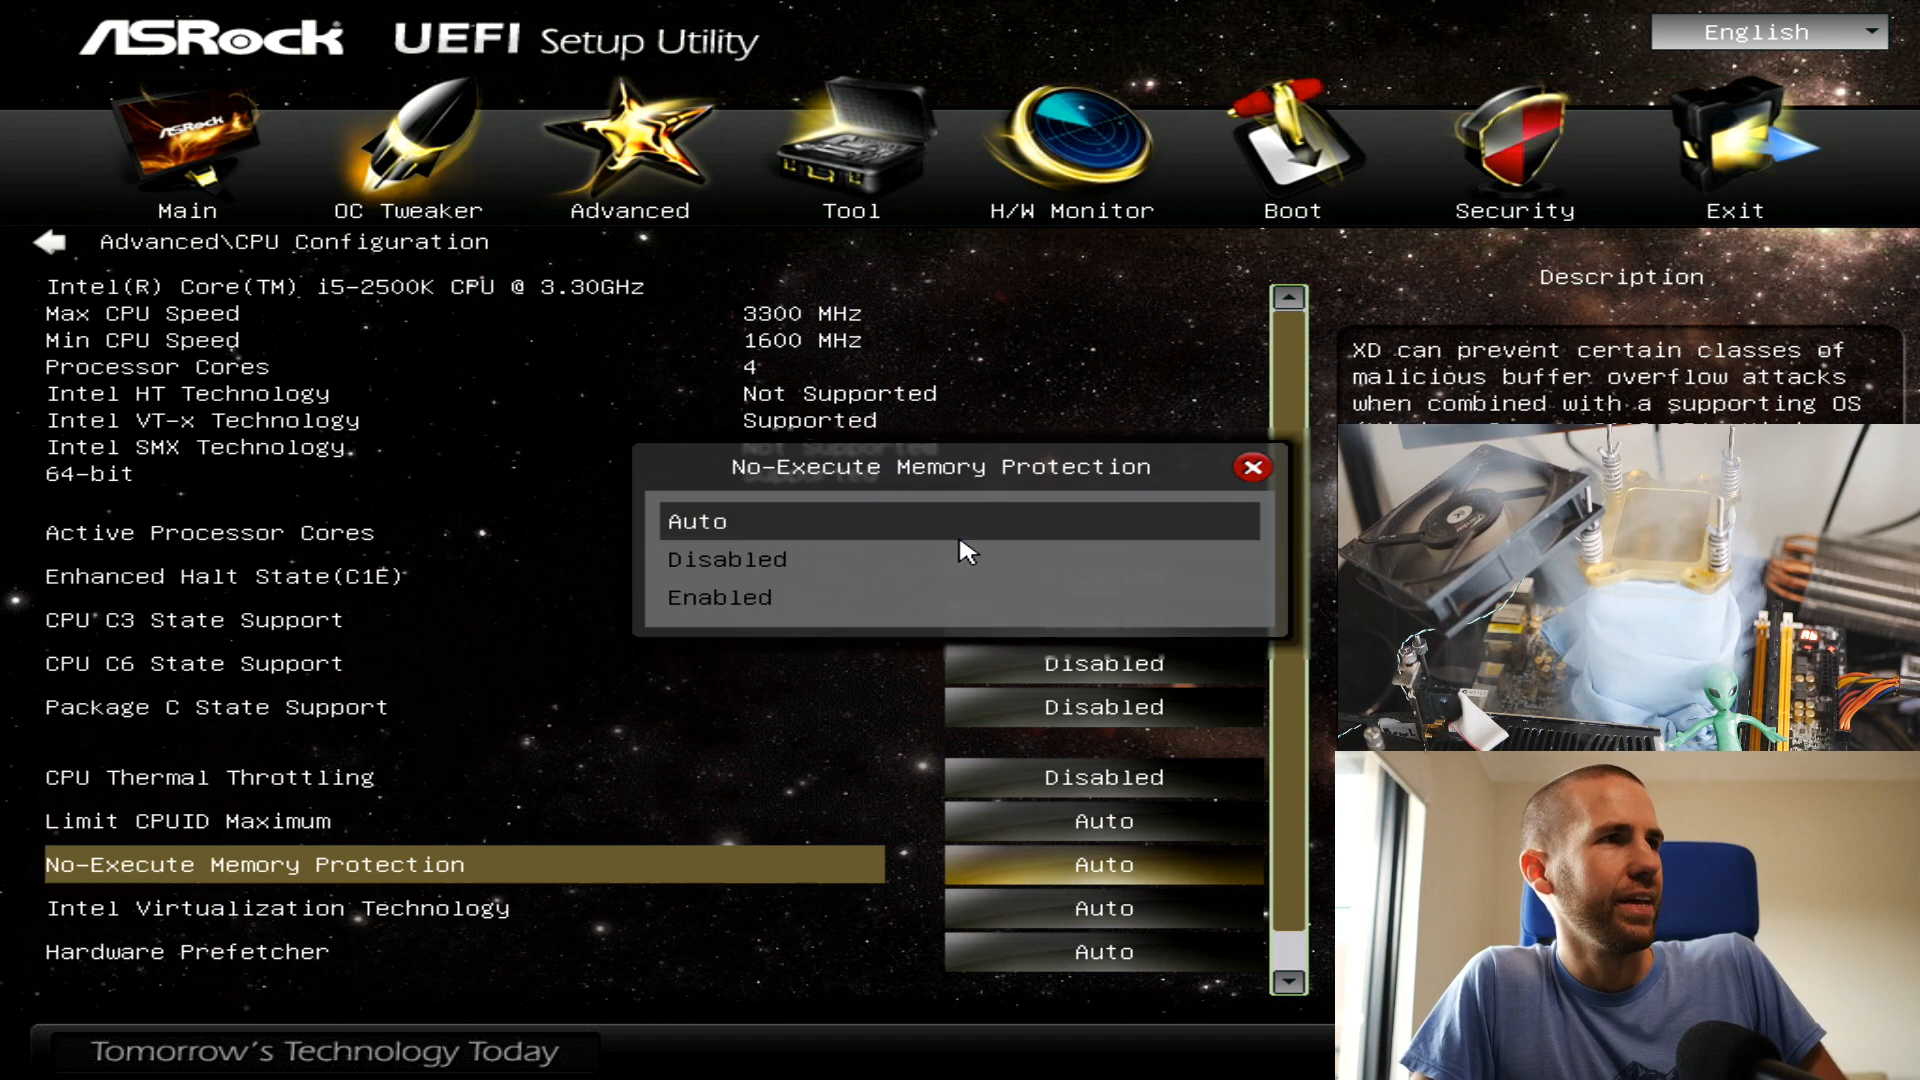 ASRock UEFI Setup Utility
English
ASRock
Main OC Tweaker Advanced Tool H/W Monitor Boot Security Exit
Advanced\CPU Configuration
Description
Intel(R) Core(TM) i5-2500K CPU @ 3.30GHz
Max CPU Speed 3300 MHz
Min CPU Speed 1600 MHz
Processor Cores 4
Intel HT Technology Not Supported
Intel VT-x Technology Supported
Intel SMX Technology
64-bit
XD can prevent certain classes of
malicious buffer overflow attacks
when combined with a supporting OS
No-Execute Memory Protection
Auto
Disabled
Enabled
Active Processor Cores
Enhanced Halt State(C1E)
CPU C3 State Support
CPU C6 State Support Disabled
Package C State Support Disabled
CPU Thermal Throttling Disabled
Limit CPUID Maximum Auto
No-Execute Memory Protection Auto
Intel Virtualization Technology Auto
Hardware Prefetcher Auto
Tomorrow's Technology Today